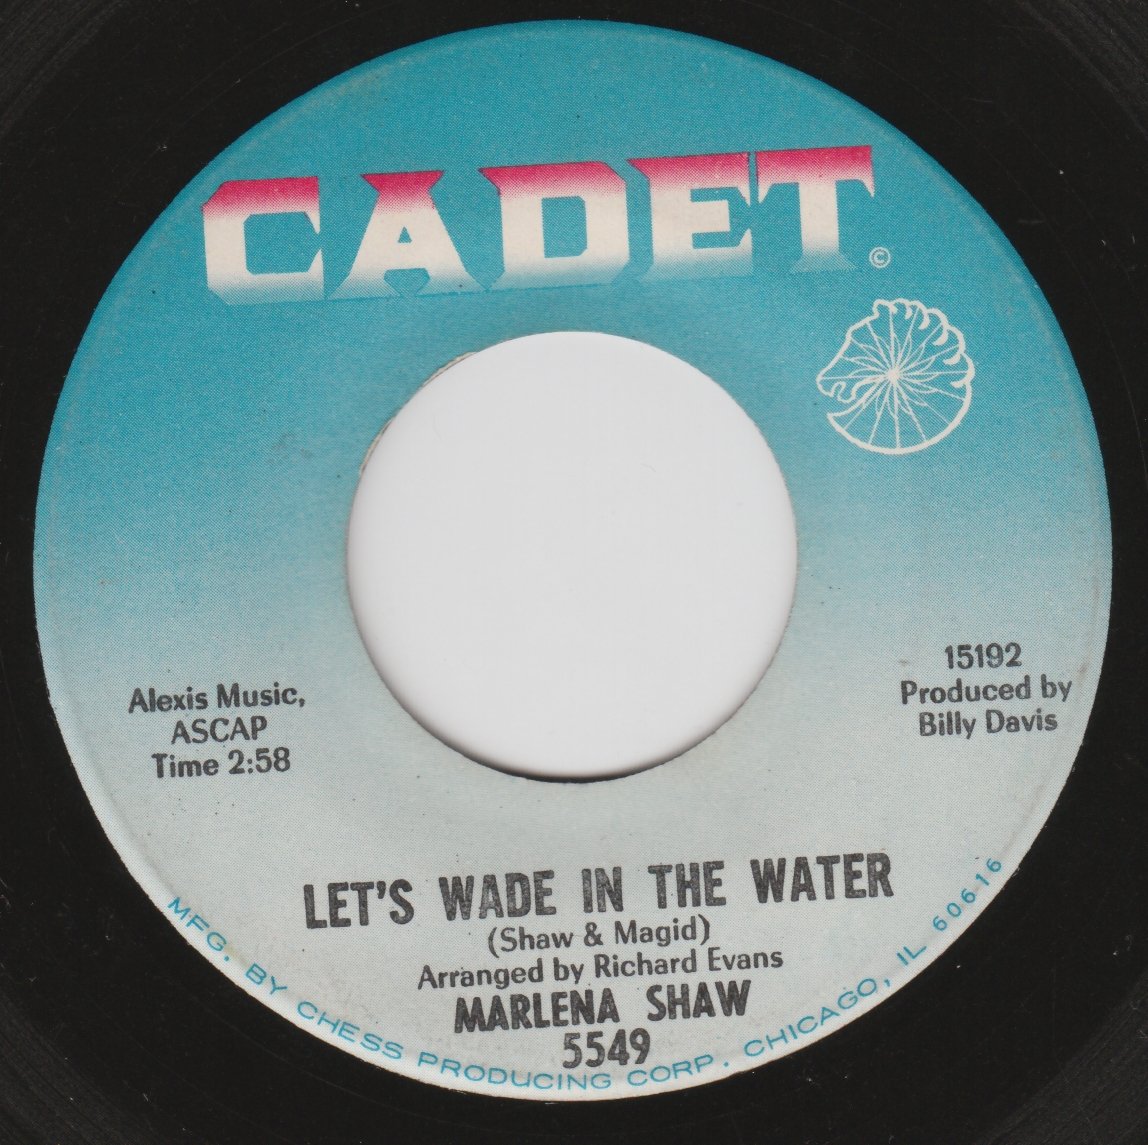 CADET
©
Alexis Music,
ASCAP
Time 2:58
15192
Produced by
Billy Davis
LET'S WADE IN THE WATER
(Shaw & Magid)
Arranged by Richard Evans
MARLENA SHAW
5549
MFG. BY CHESS PRODUCING CORP. CHICAGO, IL 60616